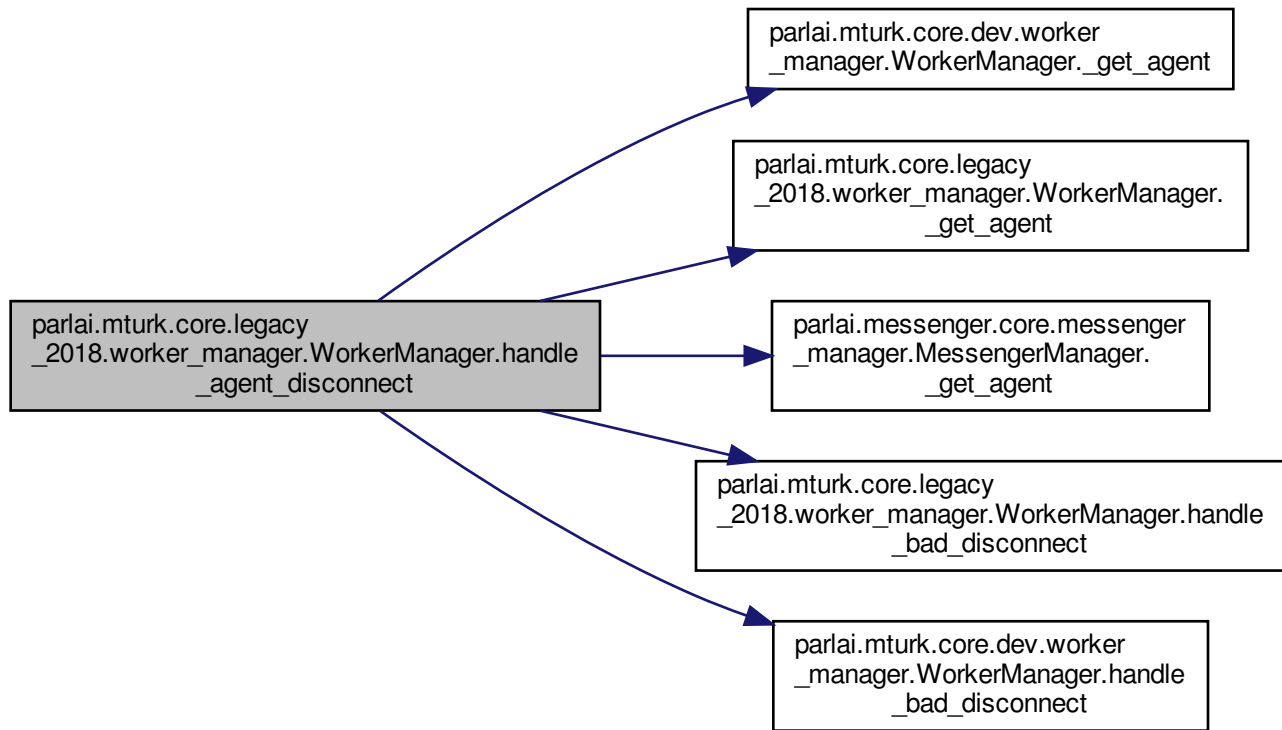 parlai.mturk.core.dev.worker
_manager.WorkerManager._get_agent
parlai.mturk.core.legacy
_2018.worker_manager.WorkerManager.
_get_agent
parlai.mturk.core.legacy
_2018.worker_manager.WorkerManager.handle
_agent_disconnect
parlai.messenger.core.messenger
_manager.MessengerManager.
_get_agent
parlai.mturk.core.legacy
_2018.worker_manager.WorkerManager.handle
_bad_disconnect
parlai.mturk.core.dev.worker
_manager.WorkerManager.handle
_bad_disconnect